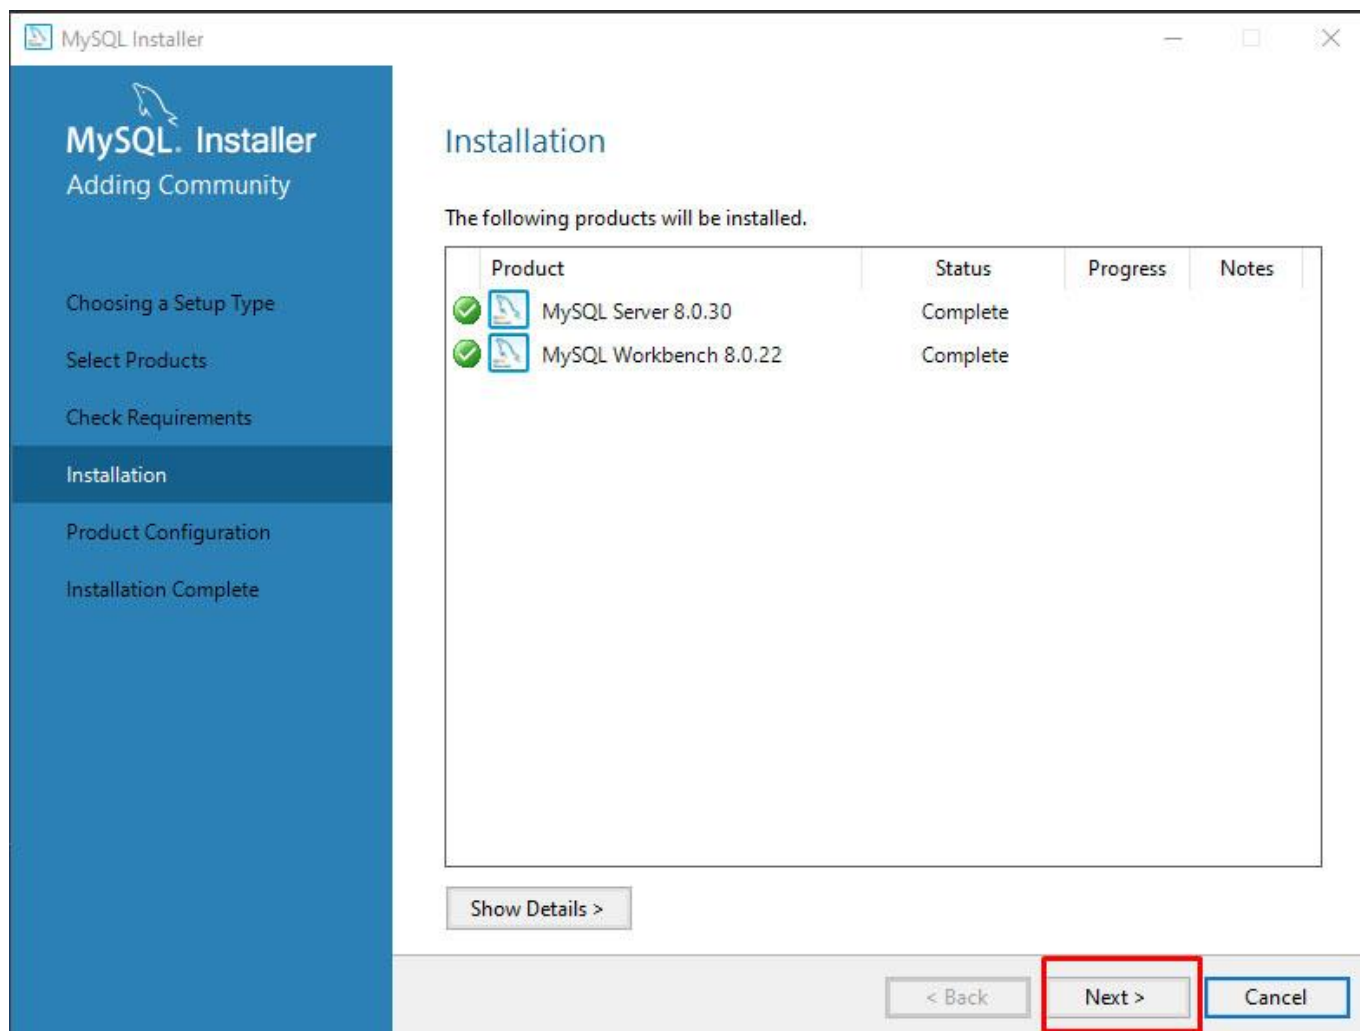 MySQL Installer
MySQL. Installer
Adding Community
Choosing a Setup Type
Select Products
Check Requirements
Installation
Product Configuration
Installation Complete
Installation
The following products will be installed.
Product Status Progress Notes
MySQL Server 8.0.30 Complete
MySQL Workbench 8.0.22 Complete
Show Details >
< Back Next > Cancel